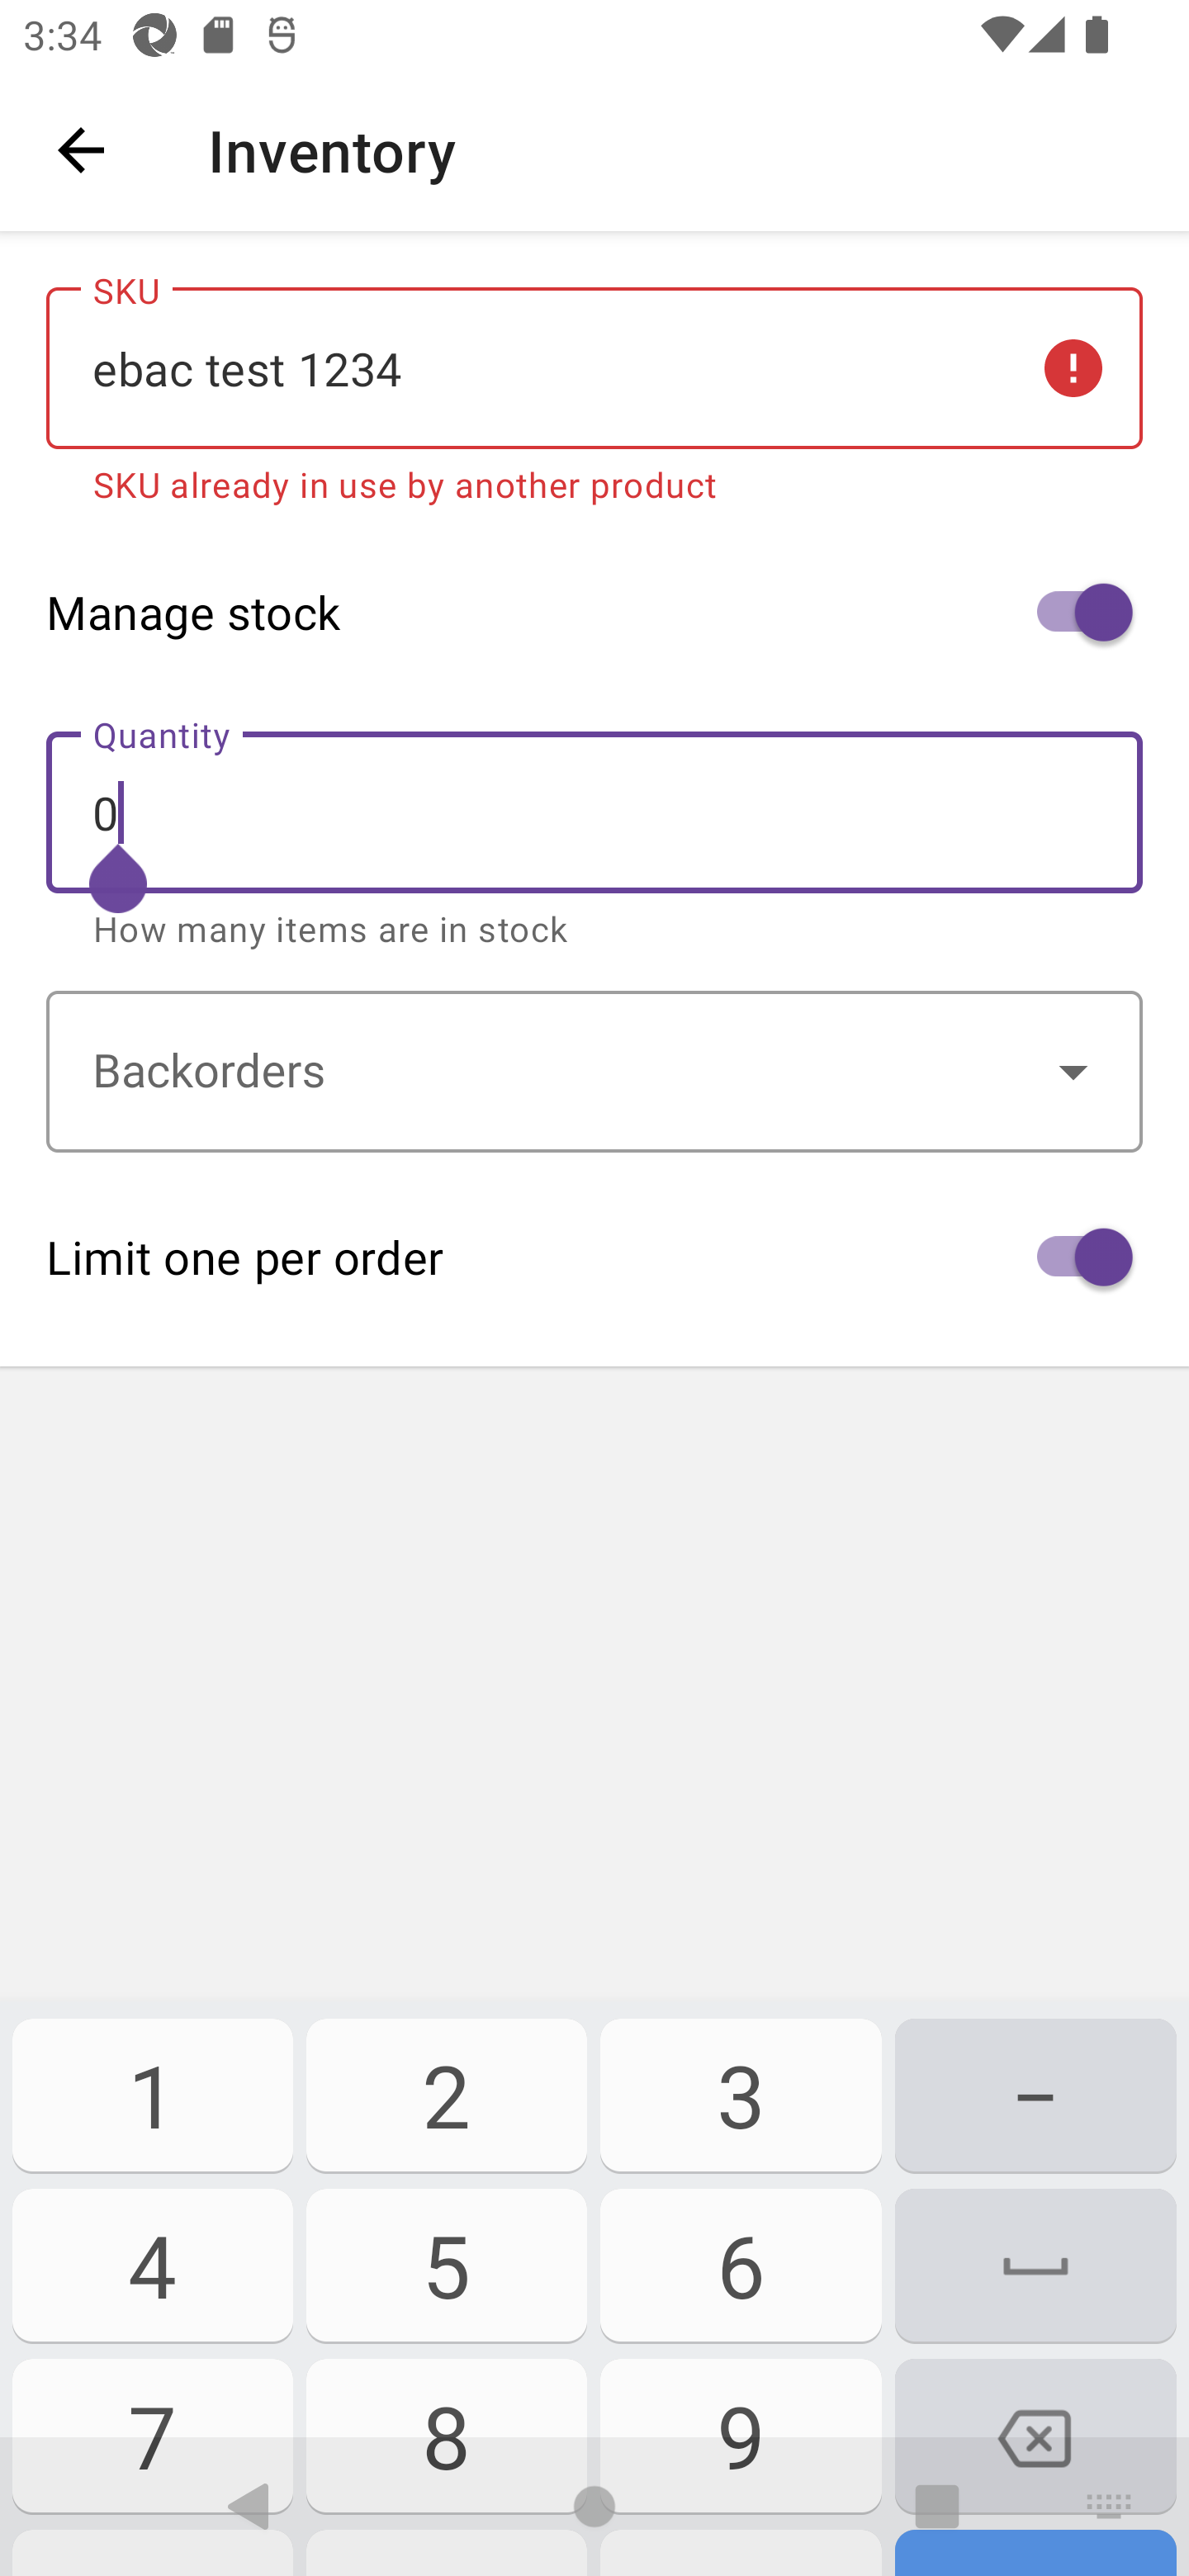 3:34
Inventory
SKU
ebac test 1234
SKU already in use by another product
Manage stock
Quantity
0
How many items are in stock
Backorders
Limit one per order
1 2 3 –
4 5 6
7 8 9